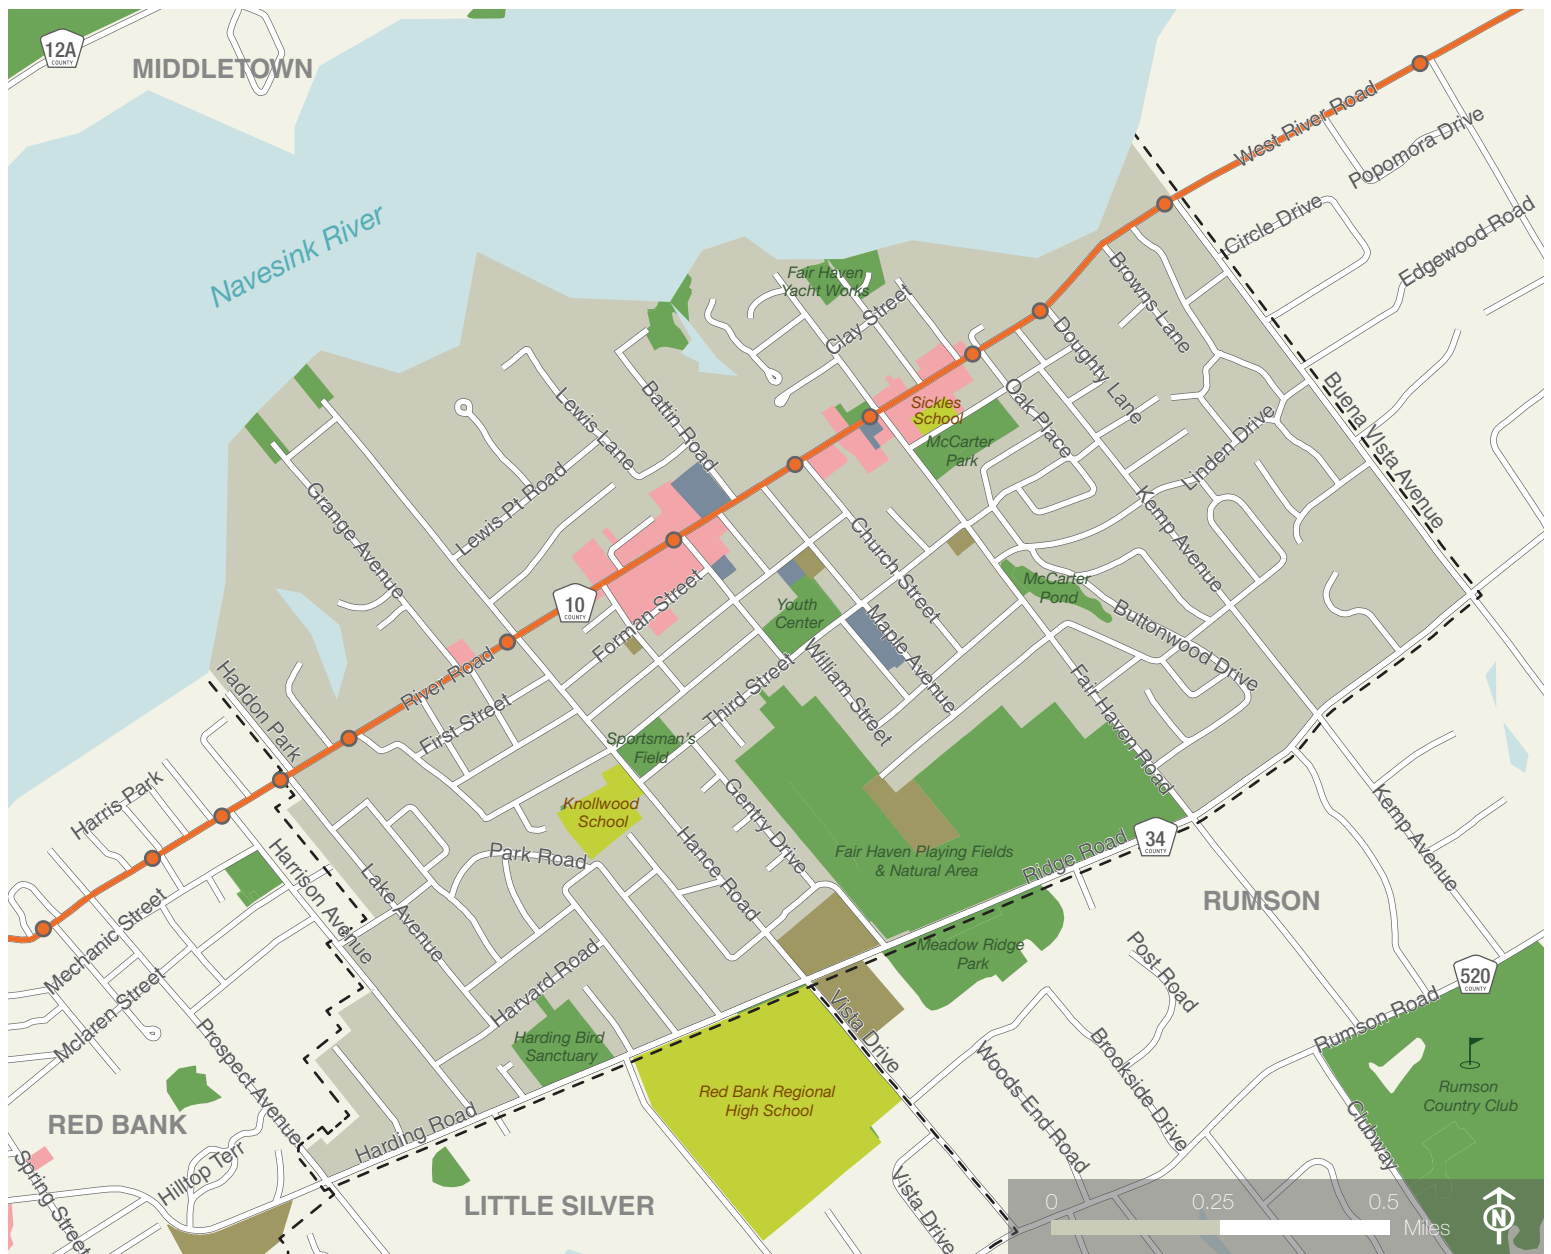 12A
COUNTY
MIDDLETOWN
West River Road
Popomora Drive
Circle Drive
Edgewood Road
Navesink River
Browns Lane
Fair Haven
Yacht Works
Clay Street
Doughty Lane
Buena VIsta Avenue
Lewis Lane
Battin Road
Sickles
School
Oak Place
McCarter
Park
Linden Drive
Grange Avenue
Lewis Pt Road
Kemp Avenue
Church Street
10
COUNTY
Forman Street
Youth
Center
Maple Avenue
McCarter
Pond
Buttonwood Drive
Haddon Park
River Road
First Street
Third Street
William Street
Fair Haven Road
Sportsman's
Field
Harris Park
Knollwood
School
Gentry Drive
Kemp Avenue
Park Road
Hance Road
Fair Haven Playing Fields
& Natural Area
Ridge Road
34
COUNTY
RUMSON
Harrison Avenue
Lake Avenue
Mechanic Street
Mclaren Street
Harvard Road
Meadow Ridge
Park
Post Road
520
COUNTY
Rumson Road
Prospect Avenue
Harding Bird
Sanctuary
Vista Drive
Woods End Road
Brookside Drive
Rumson
Country Club
Red Bank Regional
High School
RED BANK
Harding Road
Clubway
Hilltop Terr
Spring Street
LITTLE SILVER
Vista Drive
0 0.25 0.5
Miles
N